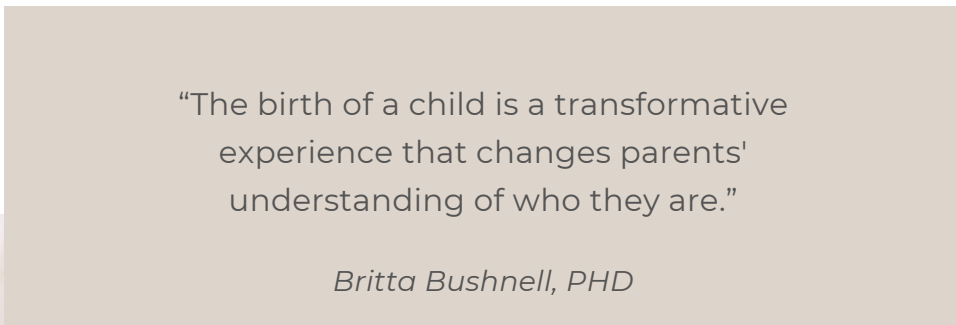 “The birth of a child is a transformative
experience that changes parents'
understanding of who they are.”
Britta Bushnell, PHD